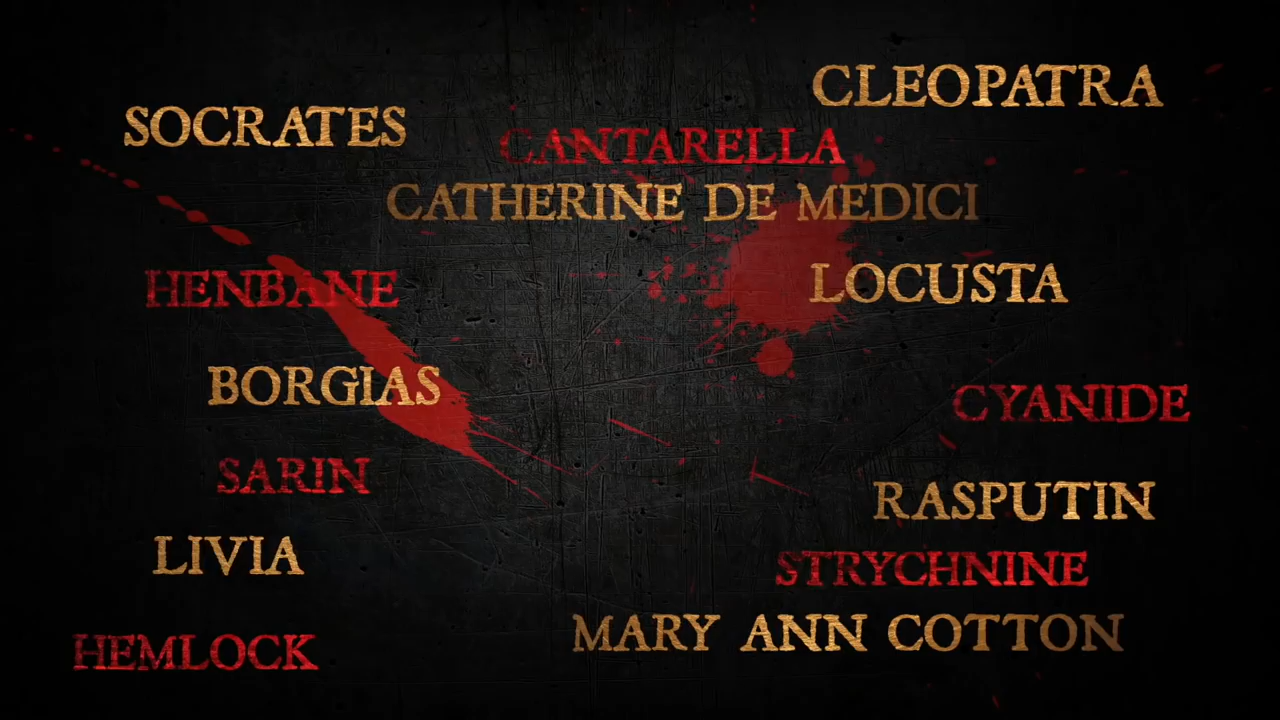 CLEOPATRA
SOCRATES
CANTARELLA
CATHERINE DE MEDICI
HENBANE
LOCUSTA
BORGIAS
CYANIDE
SARIN
RASPUTIN
LIVIA
STRYCHNINE
MARY ANN COTTON
HEMLOCK